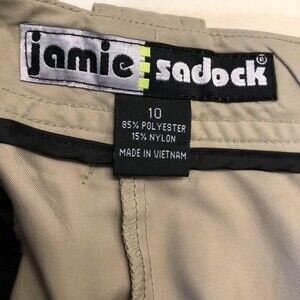 jamie sadock®
10
85% POLYESTER
15% NYLON
MADE IN VIETNAM